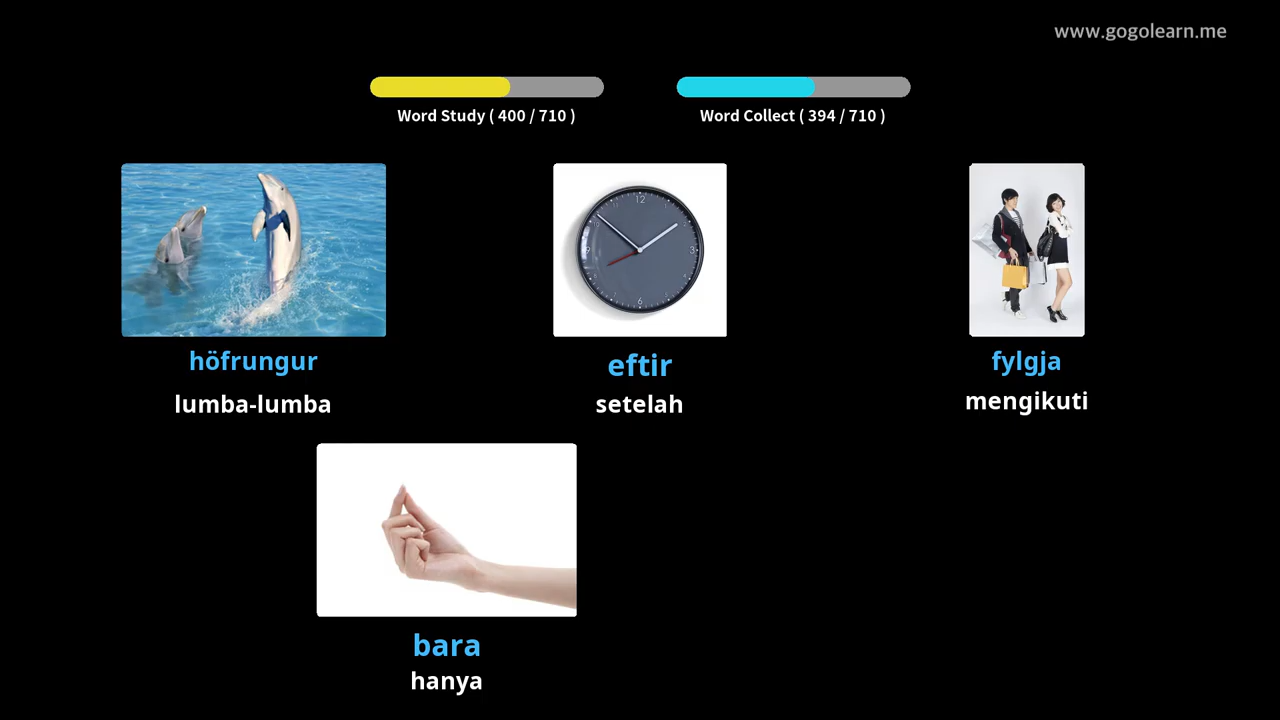 www.gogolearn.me
Word Study ( 400 / 710 )
Word Collect ( 394 / 710 )
höfrungur
lumba-lumba
eftir
setelah
fylgja
mengikuti
bara
hanya